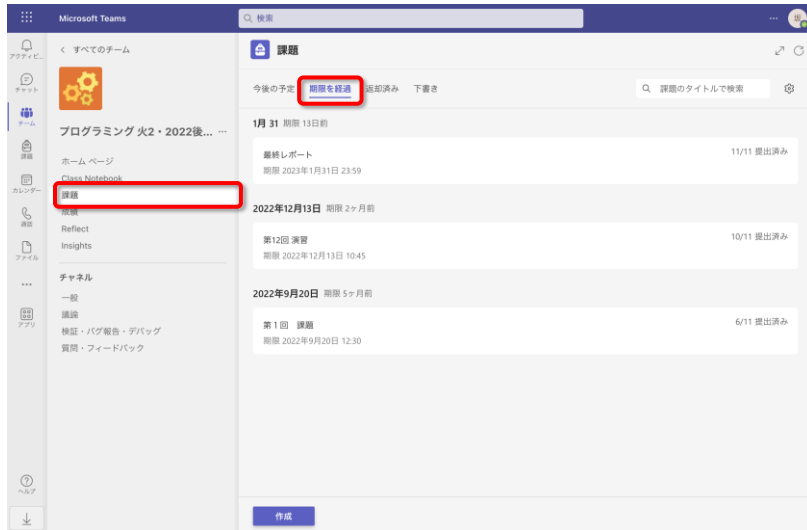 Microsoft Teams
検索
アクティビ...
チャット
チーム
課題
カレンダー
通話
ファイル
アプリ
ヘルプ
すべてのチーム
プログラミング 火2・2022後...
ホーム ページ
Class Notebook
課題
成績
Reflect
Insights
チャネル
一般
議論
検証・バグ報告・デバッグ
質問・フィードバック
課題
今後の予定 期限を経過 返却済み 下書き
課題のタイトルで検索
1月 31 期限 13日前
最終レポート 11/11 提出済み
期限 2023年1月31日 23:59
2022年12月13日 期限 2ヶ月前
第12回 演習 10/11 提出済み
期限 2022年12月13日 10:45
2022年9月20日 期限 5ヶ月前
第1回 課題 6/11 提出済み
期限 2022年9月20日 12:30
作成